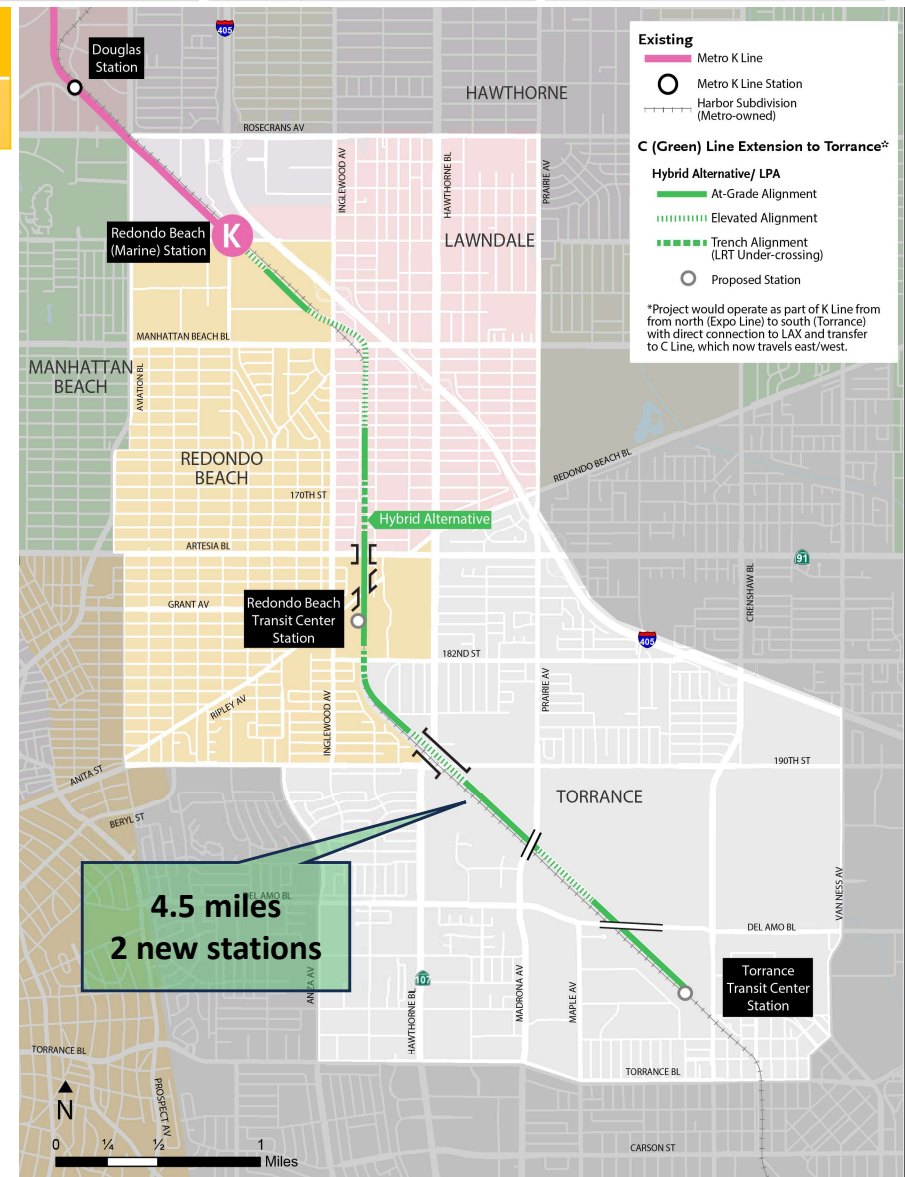 405
Douglas
Station
HAWTHORNE
ROSECRANS AV
INGLEWOOD AV
HAWTHORNE BL
PRAIRIE AV
Redondo Beach
(Marine) Station
K
LAWNDALE
Existing
Metro K Line
Metro K Line Station
Harbor Subdivision
(Metro-owned)
C (Green) Line Extension to Torrance*
Hybrid Alternative/ LPA
At-Grade Alignment
Elevated Alignment
Trench Alignment
(LRT Under-crossing)
Proposed Station
*Project would operate as part of K Line from
from north (Expo Line) to south (Torrance)
with direct connection to LAX and transfer
to C Line, which now travels east/west.
MANHATTAN BEACH BL
MANHATTAN
BEACH
AVIATION BL
REDONDO
BEACH
REDONDO BEACH BL
170TH ST
Hybrid Alternative
ARTESIA BL
91
CRENSHAW BL
GRANT AV
Redondo Beach
Transit Center
Station
405
182ND ST
RIPLEY AV
INGLEWOOD AV
PRAIRIE AV
190TH ST
ANITA ST
BERYL ST
TORRANCE
4.5 miles
2 new stations
DEL AMO BL
DEL AMO BL
VAN NESS AV
ANZA AV
107
HAWTHORNE BL
MADRONA AV
MAPLE AV
Torrance
Transit Center
Station
TORRANCE BL
TORRANCE BL
PROSPECT AV
N
0 ¼ ½ 1
Miles
CARSON ST